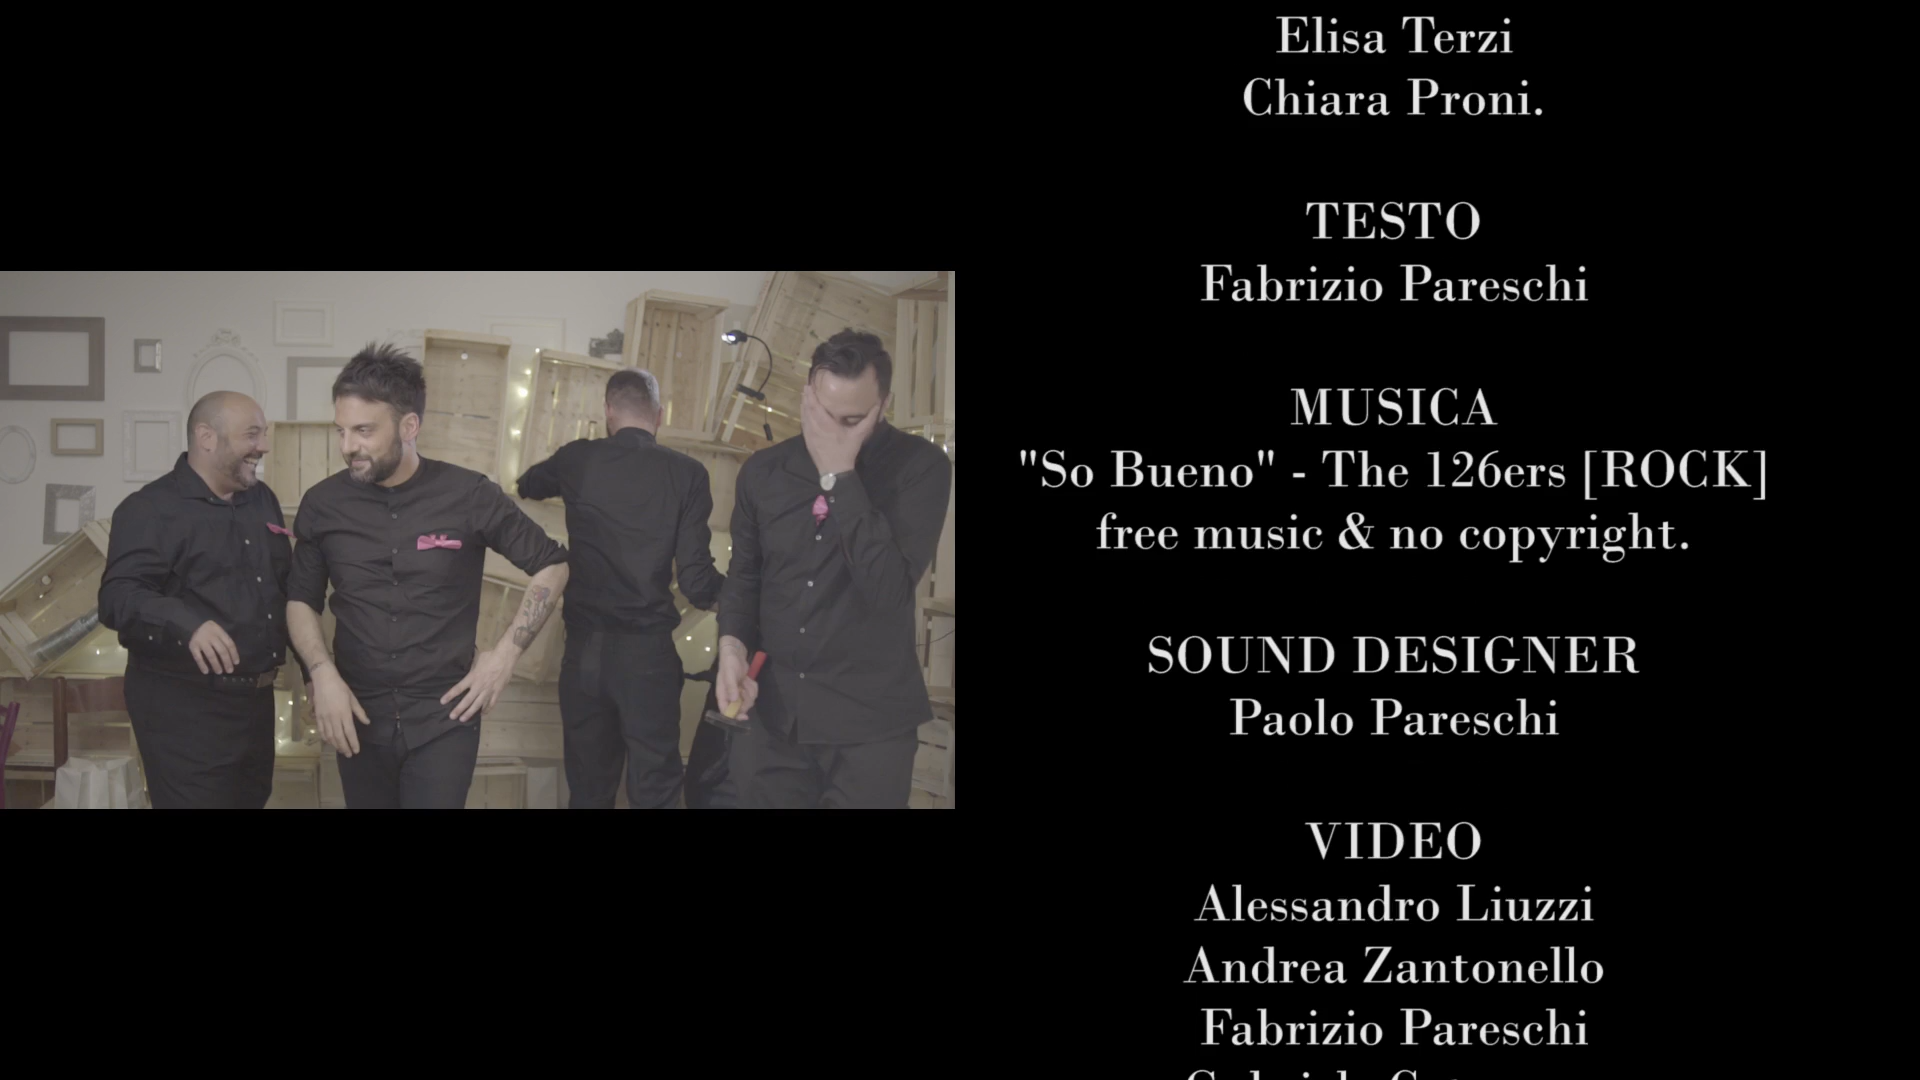 Elisa Terzi
Chiara Proni.
TESTO
Fabrizio Pareschi
MUSICA
"So Bueno" - The 126ers [ROCK]
free music & no copyright.
SOUND DESIGNER
Paolo Pareschi
VIDEO
Alessandro Liuzzi
Andrea Zantonello
Fabrizio Pareschi